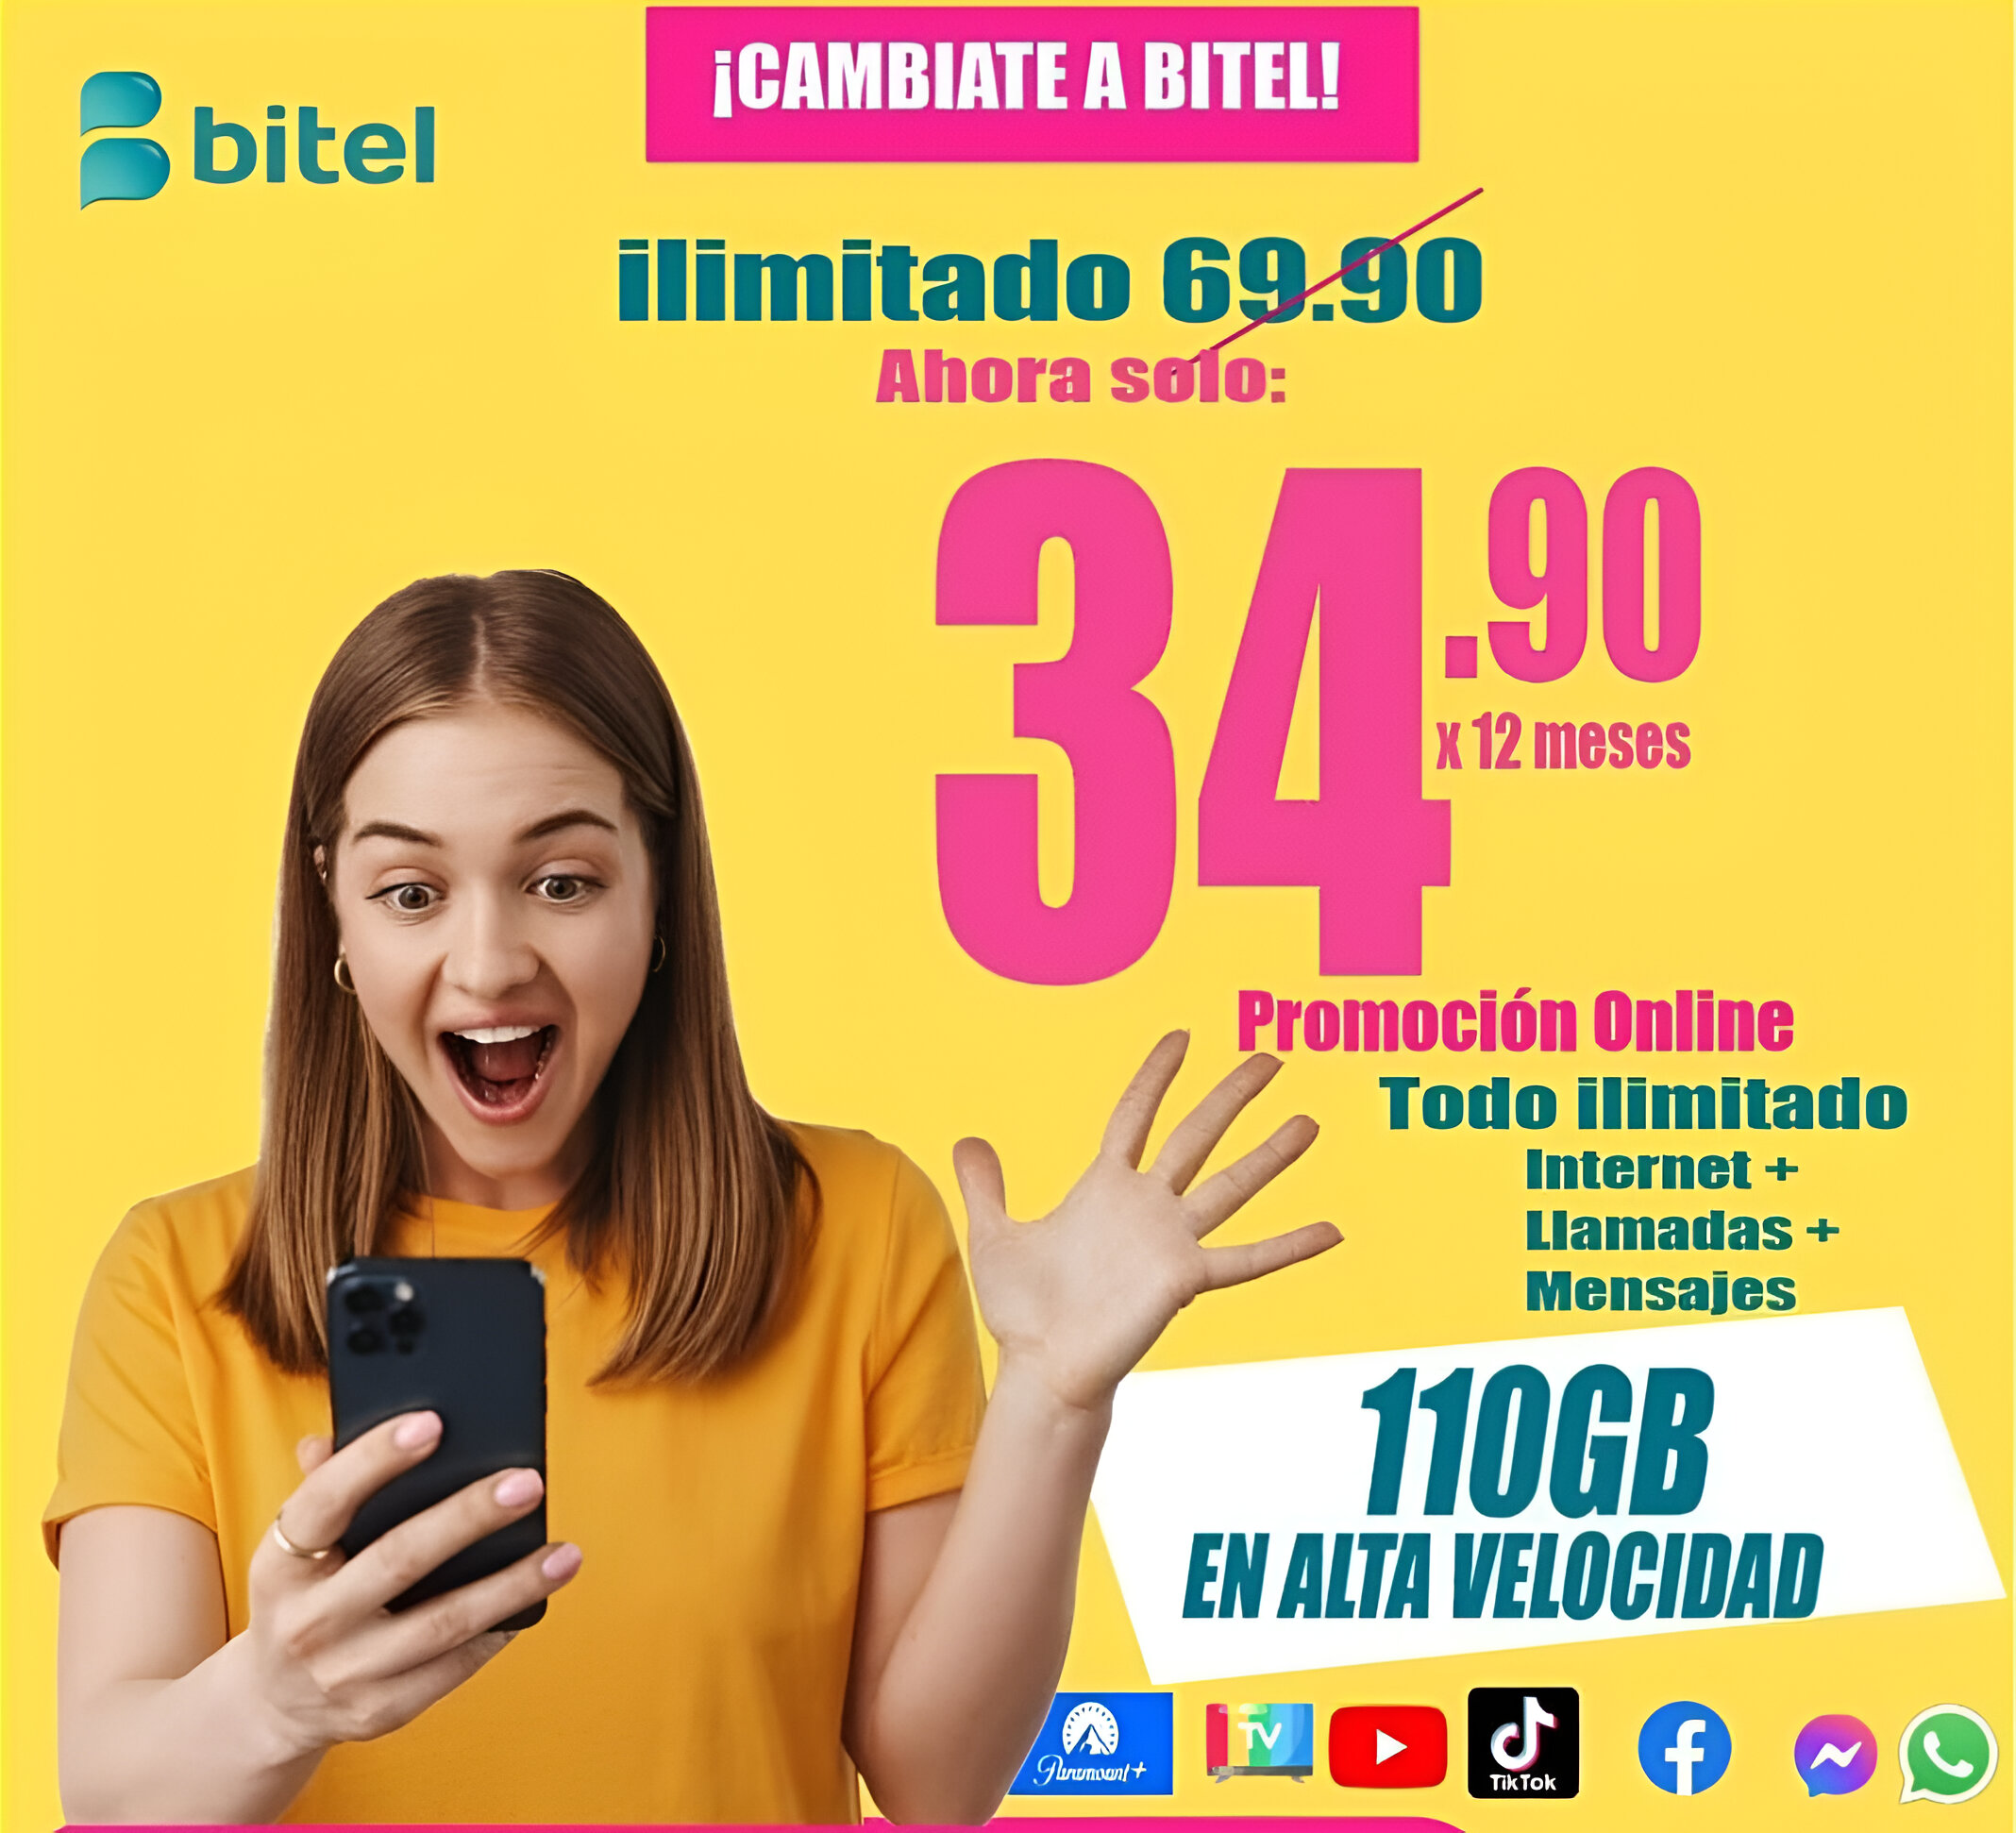 ¡CAMBIATE A BITEL!
bitel
ilimitado 69.90
Ahora solo:
34.90
x 12 meses
Promoción Online
Todo ilimitado
Internet +
Llamadas +
Mensajes
110GB
EN ALTA VELOCIDAD
Paramount+
TV
TikTok